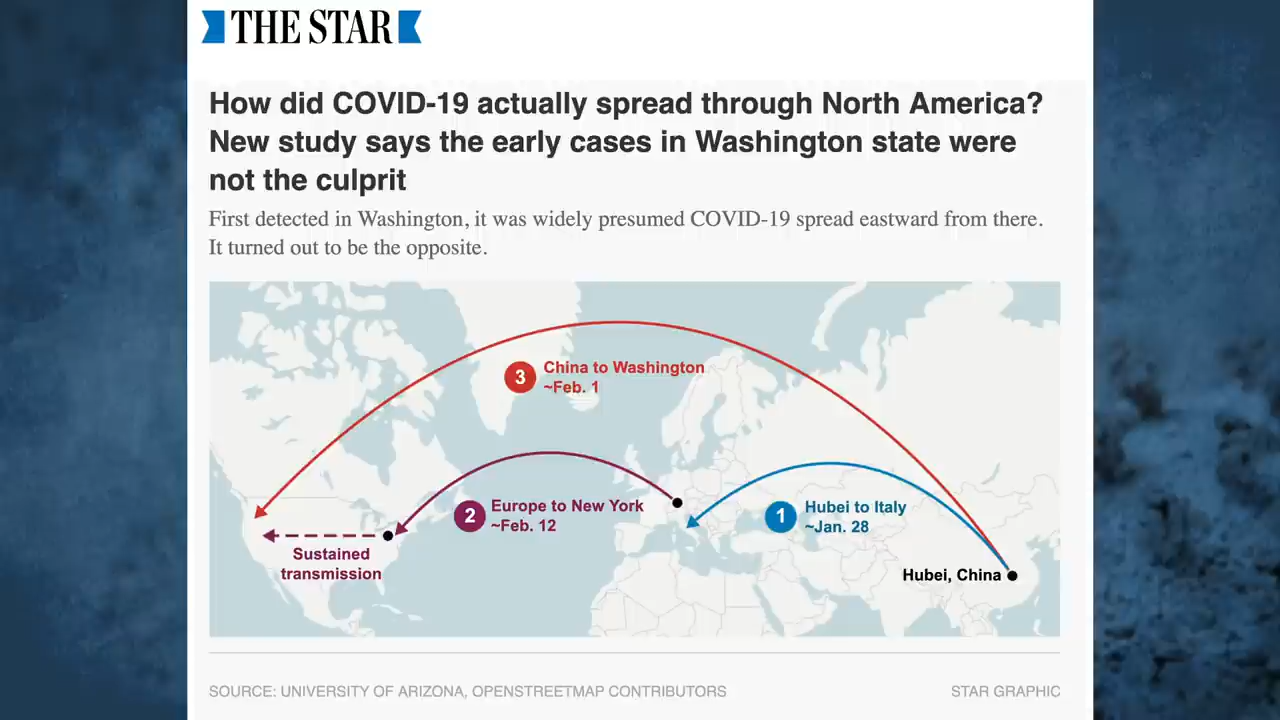 THE STAR
How did COVID-19 actually spread through North America?
New study says the early cases in Washington state were
not the culprit
First detected in Washington, it was widely presumed COVID-19 spread eastward from there.
It turned out to be the opposite.
3
China to Washington
~Feb. 1
2
Europe to New York
~Feb. 12
1
Hubei to Italy
~Jan. 28
Sustained
transmission
Hubei, China
SOURCE: UNIVERSITY OF ARIZONA, OPENSTREETMAP CONTRIBUTORS
STAR GRAPHIC